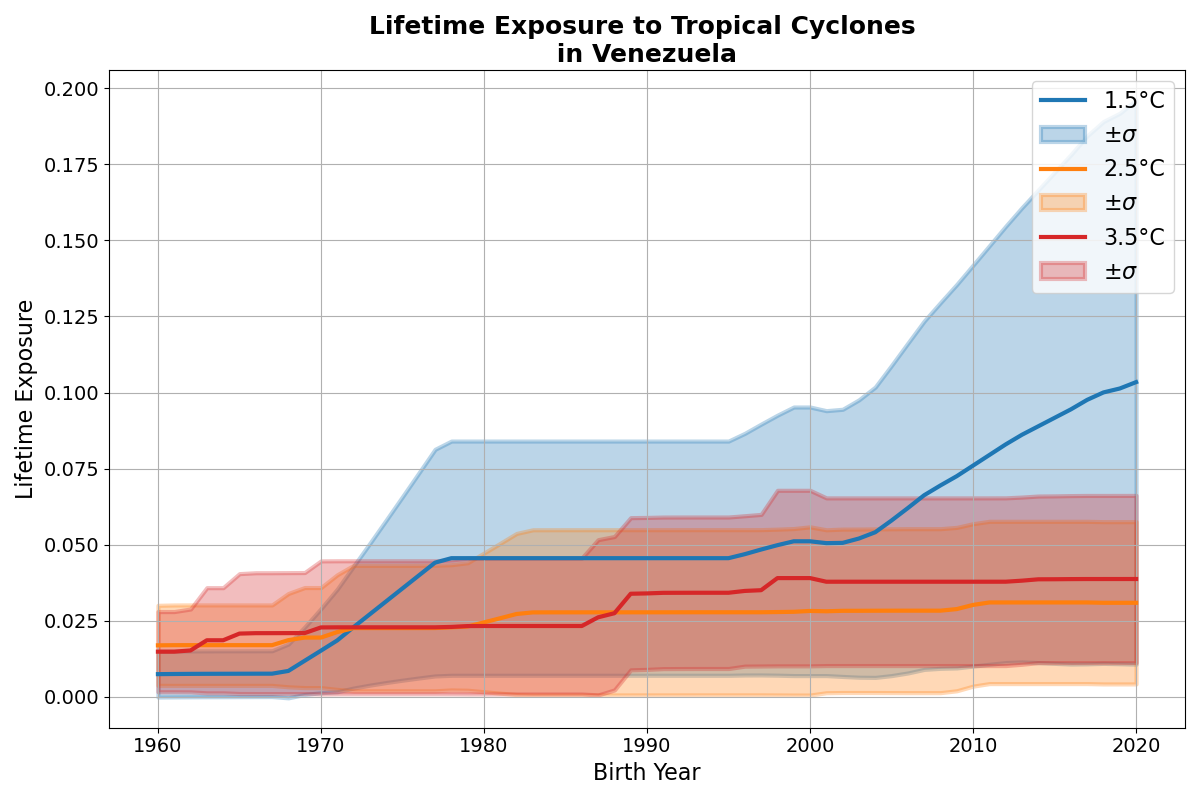 Lifetime Exposure to Tropical Cyclones
in Venezuela
Lifetime Exposure
0.200
0.175
0.150
0.125
0.100
0.075
0.050
0.025
0.000
1.5°C
±σ
2.5°C
±σ
3.5°C
±σ
1960
1970
1980
1990
2000
2010
2020
Birth Year